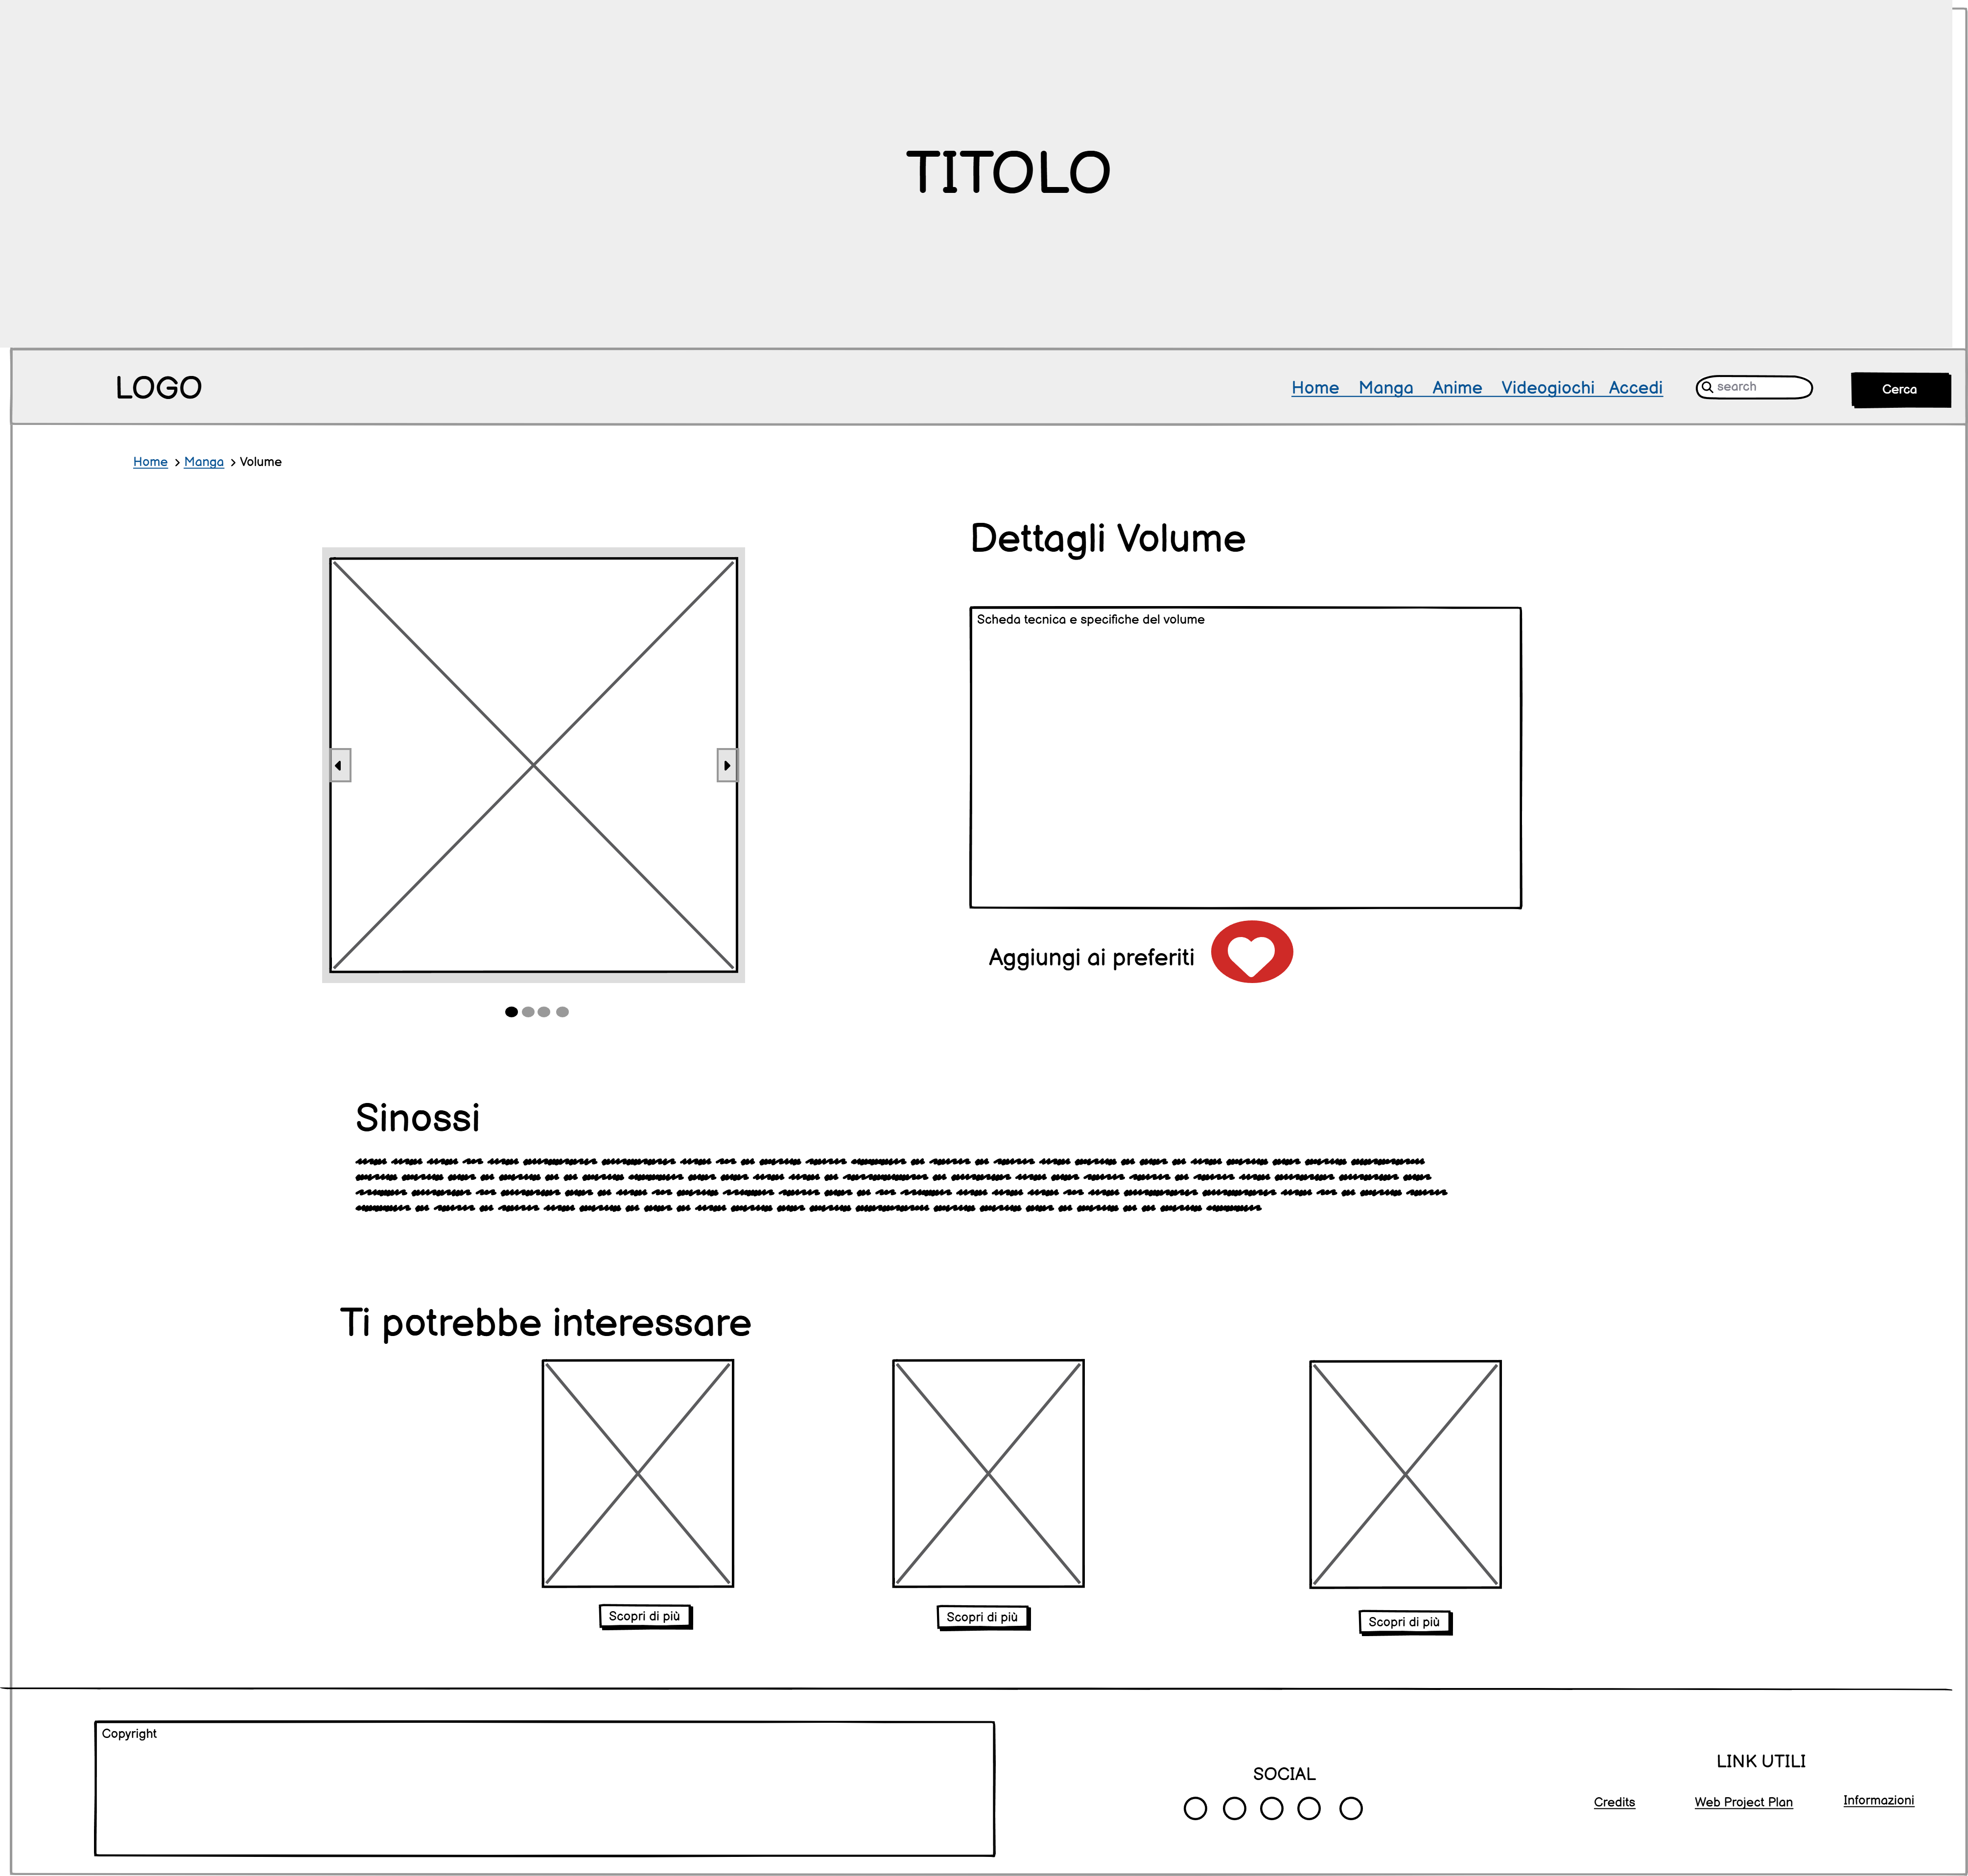 TITOLO
LOGO
Home Manga Anime Videogiochi Accedi
search
Cerca
Home > Manga > Volume
Dettagli Volume
Scheda tecnica e specifiche del volume
Aggiungi ai preferiti
Sinossi
Ti potrebbe interessare
Scopri di più
Scopri di più
Scopri di più
Copyright
SOCIAL
LINK UTILI
Credits
Web Project Plan
Informazioni